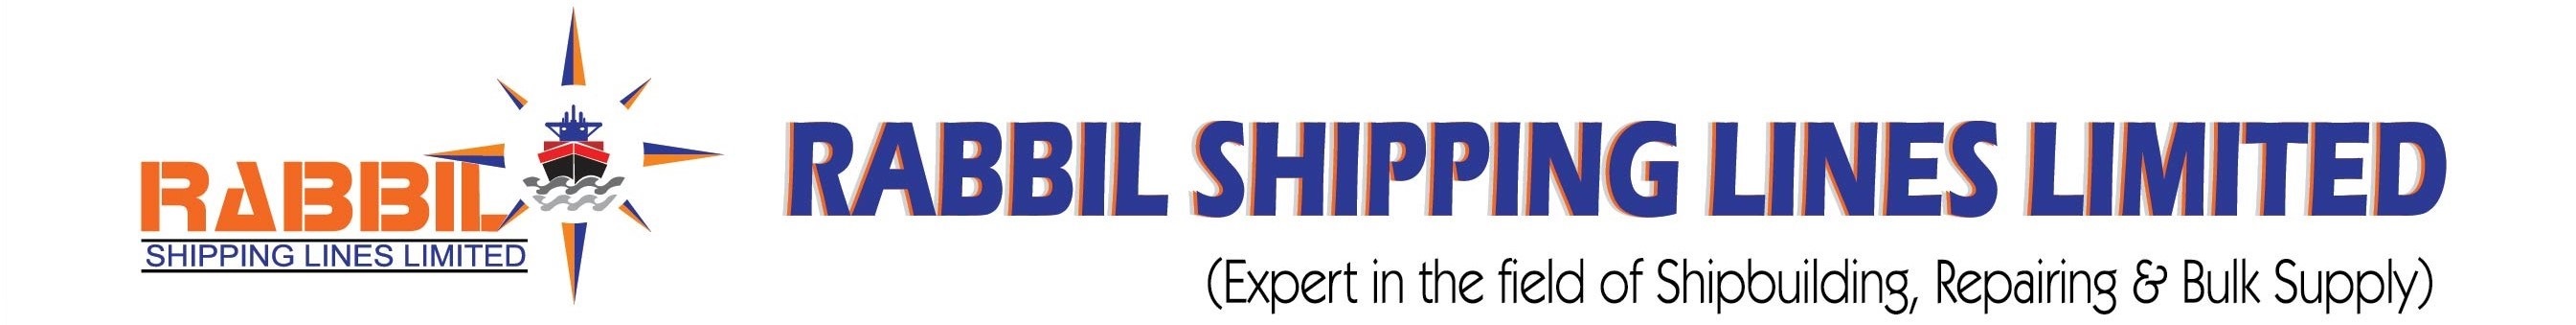 RABBIL
SHIPPING LINES LIMITED
RABBIL SHIPPING LINES LIMITED
(Expert in the field of Shipbuilding, Repairing & Bulk Supply)